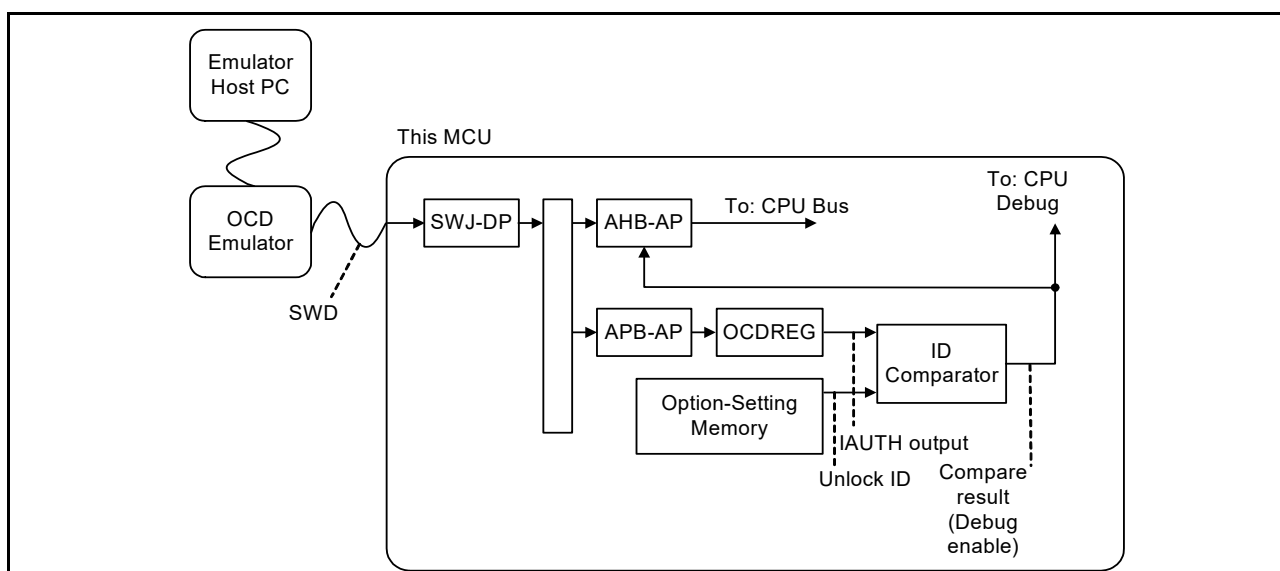 Emulator
Host PC
This MCU
OCD
Emulator
SWD
SWJ-DP
AHB-AP
To: CPU Bus
To: CPU
Debug
APB-AP
OCDREG
ID
Comparator
Option-Setting
Memory
IAUTH output
Unlock ID
Compare
result
(Debug
enable)